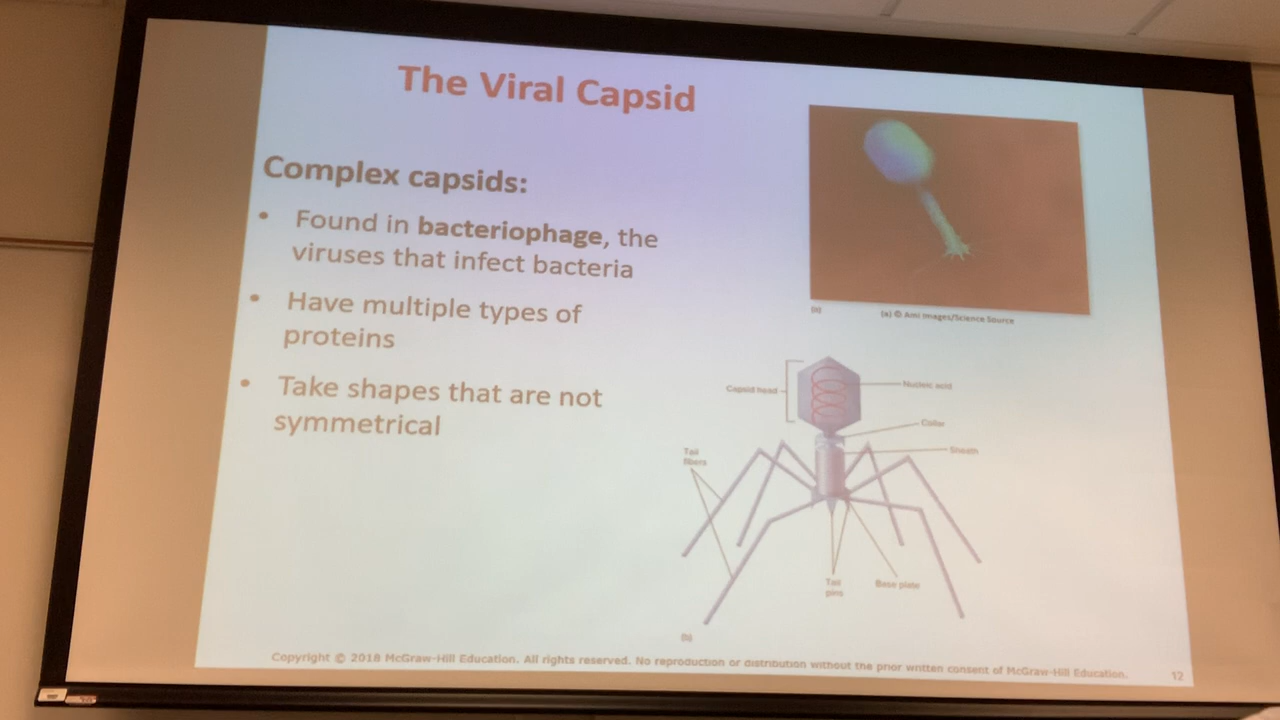 The Viral Capsid
Complex capsids:
• Found in bacteriophage, the
viruses that infect bacteria
• Have multiple types of
proteins
• Take shapes that are not
symmetrical
(a)
(a) © Ami Images/Science Source
Capsid head
Nucleic acid
Collar
Sheath
Tail
fibers
Tail
pins
Base plate
(b)
Copyright © 2018 McGraw-Hill Education. All rights reserved. No reproduction or distribution without the prior written consent of McGraw-Hill Education.
12